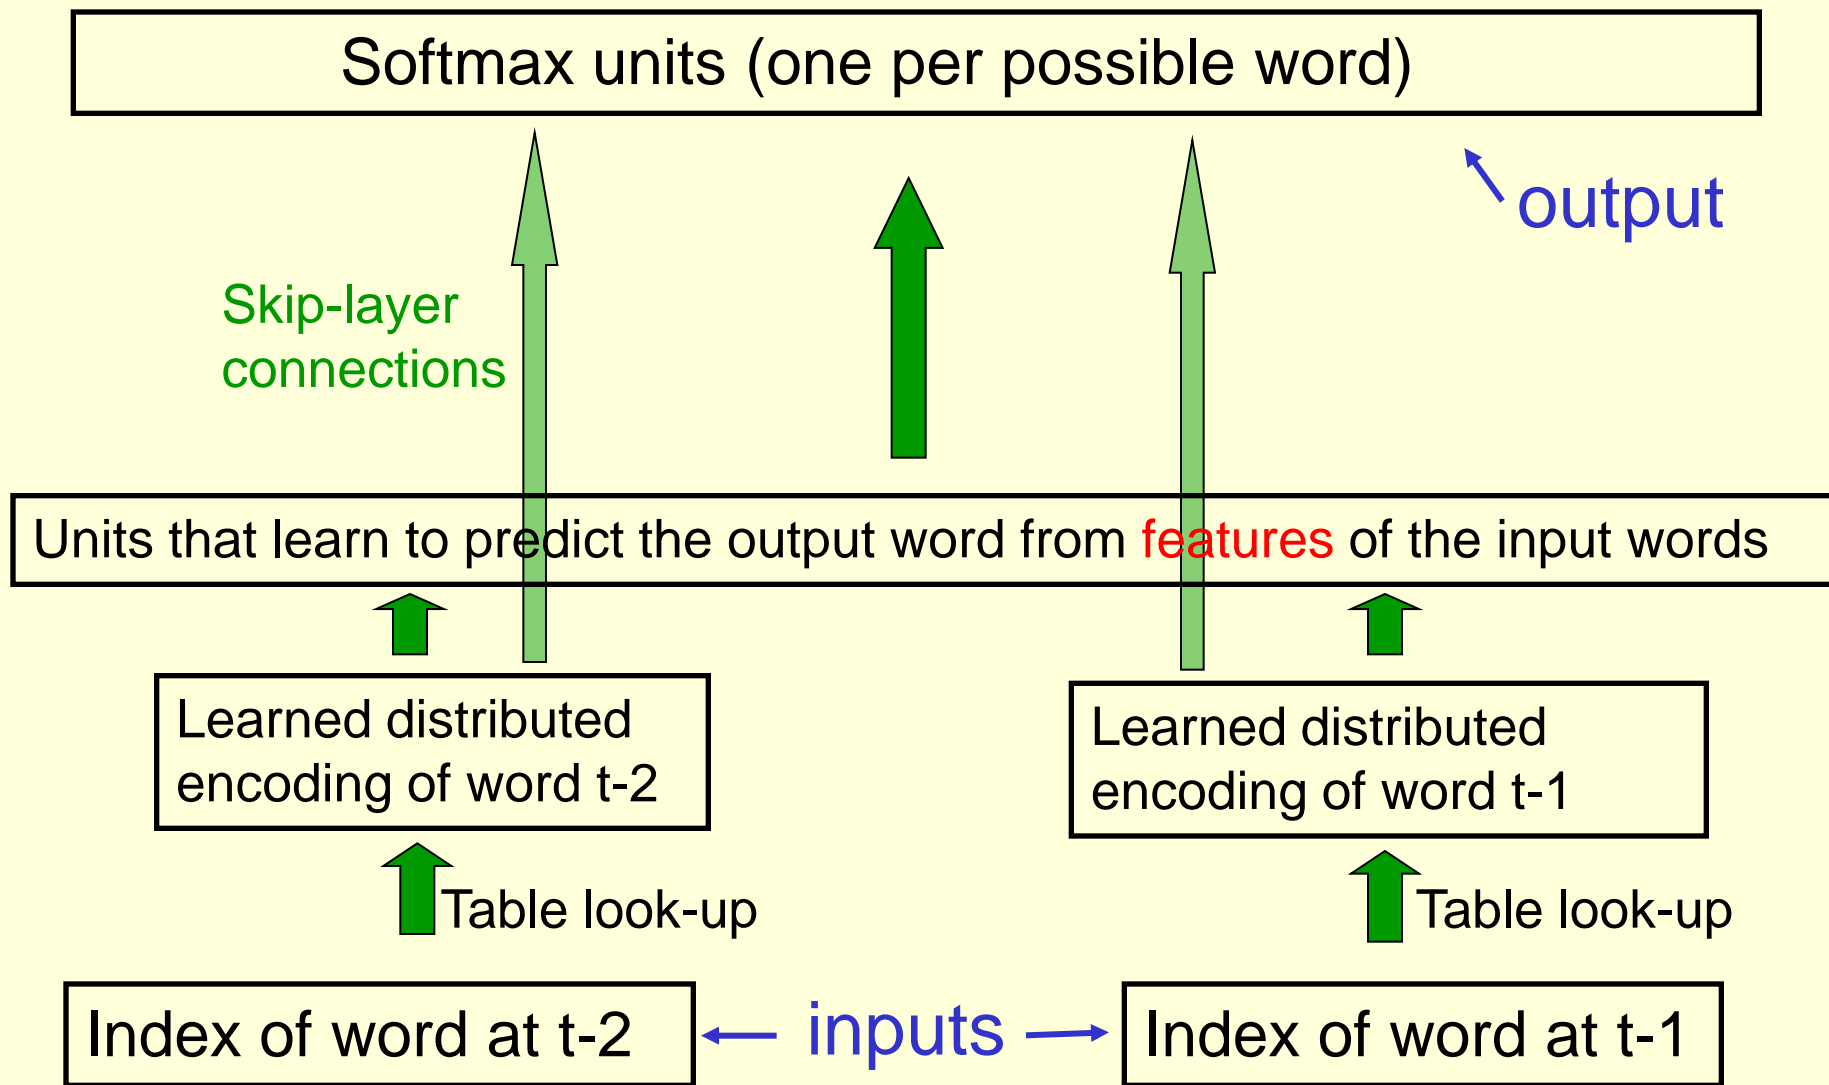 Softmax units (one per possible word)
output
Skip-layer
connections
Units that learn to predict the output word from features of the input words
Learned distributed
encoding of word t-2
Learned distributed
encoding of word t-1
Table look-up
Table look-up
Index of word at t-2
inputs
Index of word at t-1